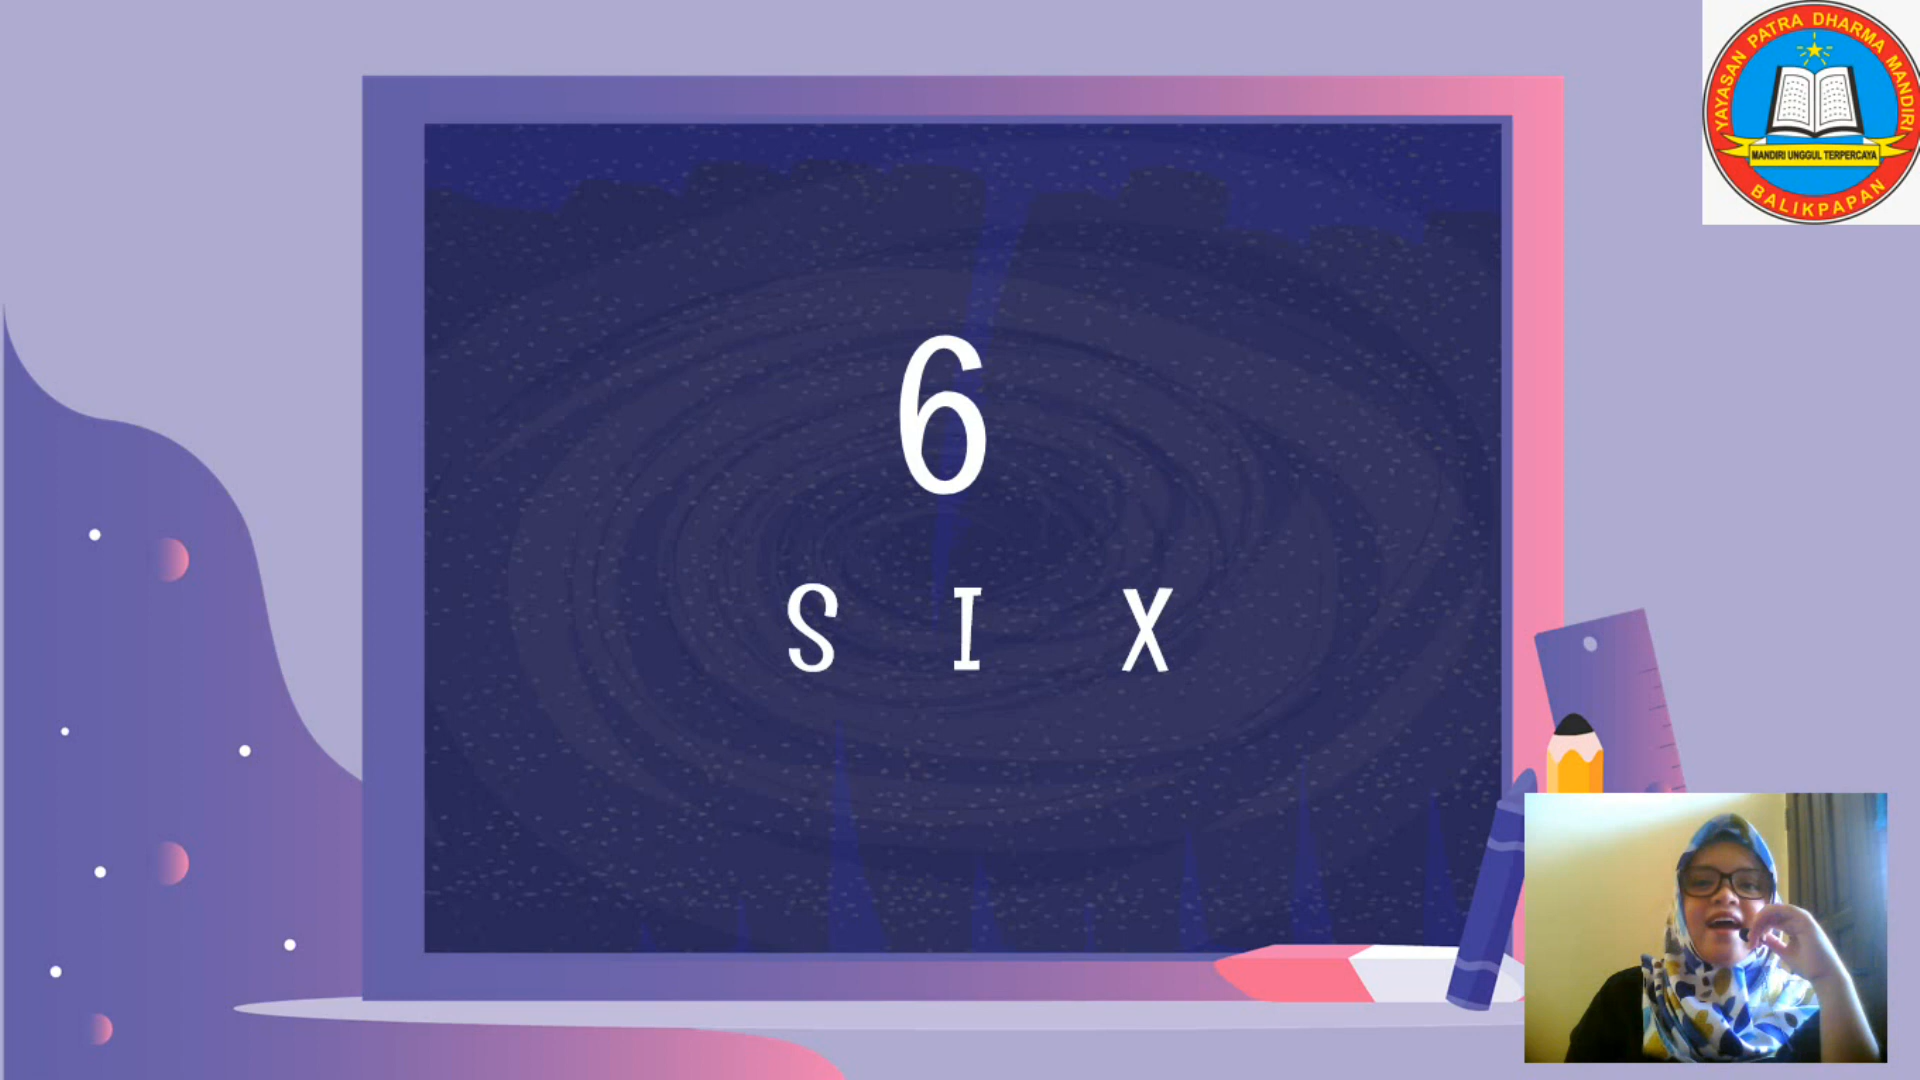 YAYASAN PATRA DHARMA MANDIRI
MANDIRI UNGGUL TERPERCAYA
BALIKPAPAN
6
S I X